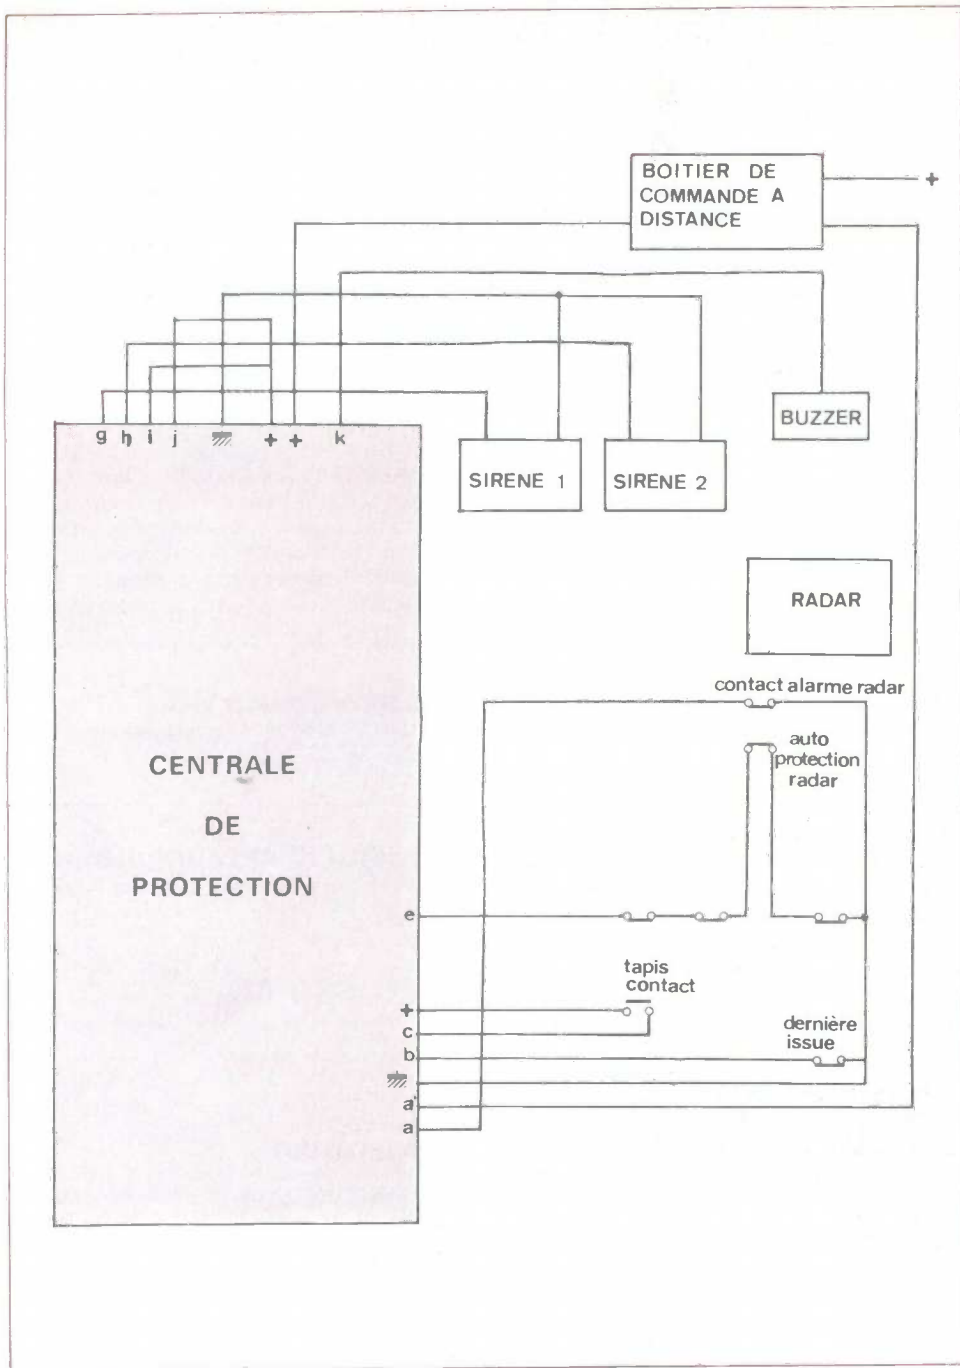 BOITIER DE
COMMANDE A
DISTANCE
+
g h i j + + k
BUZZER
SIRENE 1
SIRENE 2
RADAR
contact alarme radar
auto
protection
radar
CENTRALE
DE
PROTECTION
e
tapis
contact
+
c
dernière
issue
b
a'
a